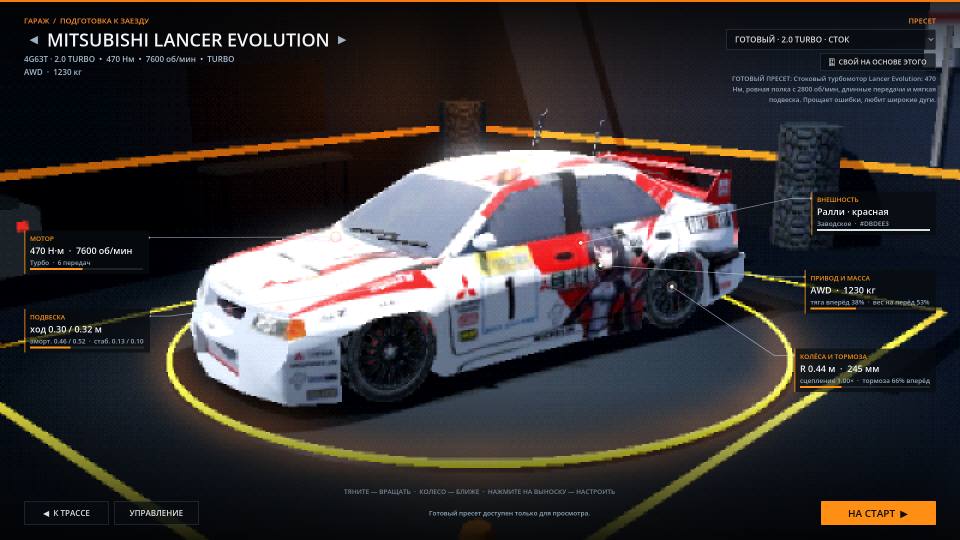 ГАРАЖ / ПОДГОТОВКА К ЗАЕЗДУ
ПРЕСЕТ
◀ MITSUBISHI LANCER EVOLUTION ▶
ГОТОВЫЙ · 2.0 TURBO · СТОК
4G63T · 2.0 TURBO • 470 Нм • 7600 об/мин • TURBO
AWD · 1230 кг
СВОЙ НА ОСНОВЕ ЭТОГО
ГОТОВЫЙ ПРЕСЕТ: Стоковый турбомотор Lancer Evolution: 470
Нм, ровная полка с 2800 об/мин, длинные передачи и мягкая
подвеска. Прощает ошибки, любит широкие дуги.
ВНЕШНОСТЬ
Ралли · красная
Заводское · #DBDEE3
МОТОР
470 Н·м · 7600 об/мин
Турбо · 6 передач
ПРИВОД И МАССА
AWD · 1230 кг
тяга вперёд 38% · вес на перёд 53%
1
ПОДВЕСКА
ход 0.30 / 0.32 м
аморт. 0.46 / 0.52 · стаб. 0.13 / 0.10
КОЛЁСА И ТОРМОЗА
R 0.44 м · 245 мм
сцепление 1.00× · тормоза 66% вперёд
ТЯНИТЕ — ВРАЩАТЬ · КОЛЕСО — БЛИЖЕ · НАЖМИТЕ НА ВЫНОСКУ — НАСТРОИТЬ
◀ К ТРАССЕ
УПРАВЛЕНИЕ
Готовый пресет доступен только для просмотра.
НА СТАРТ ▶